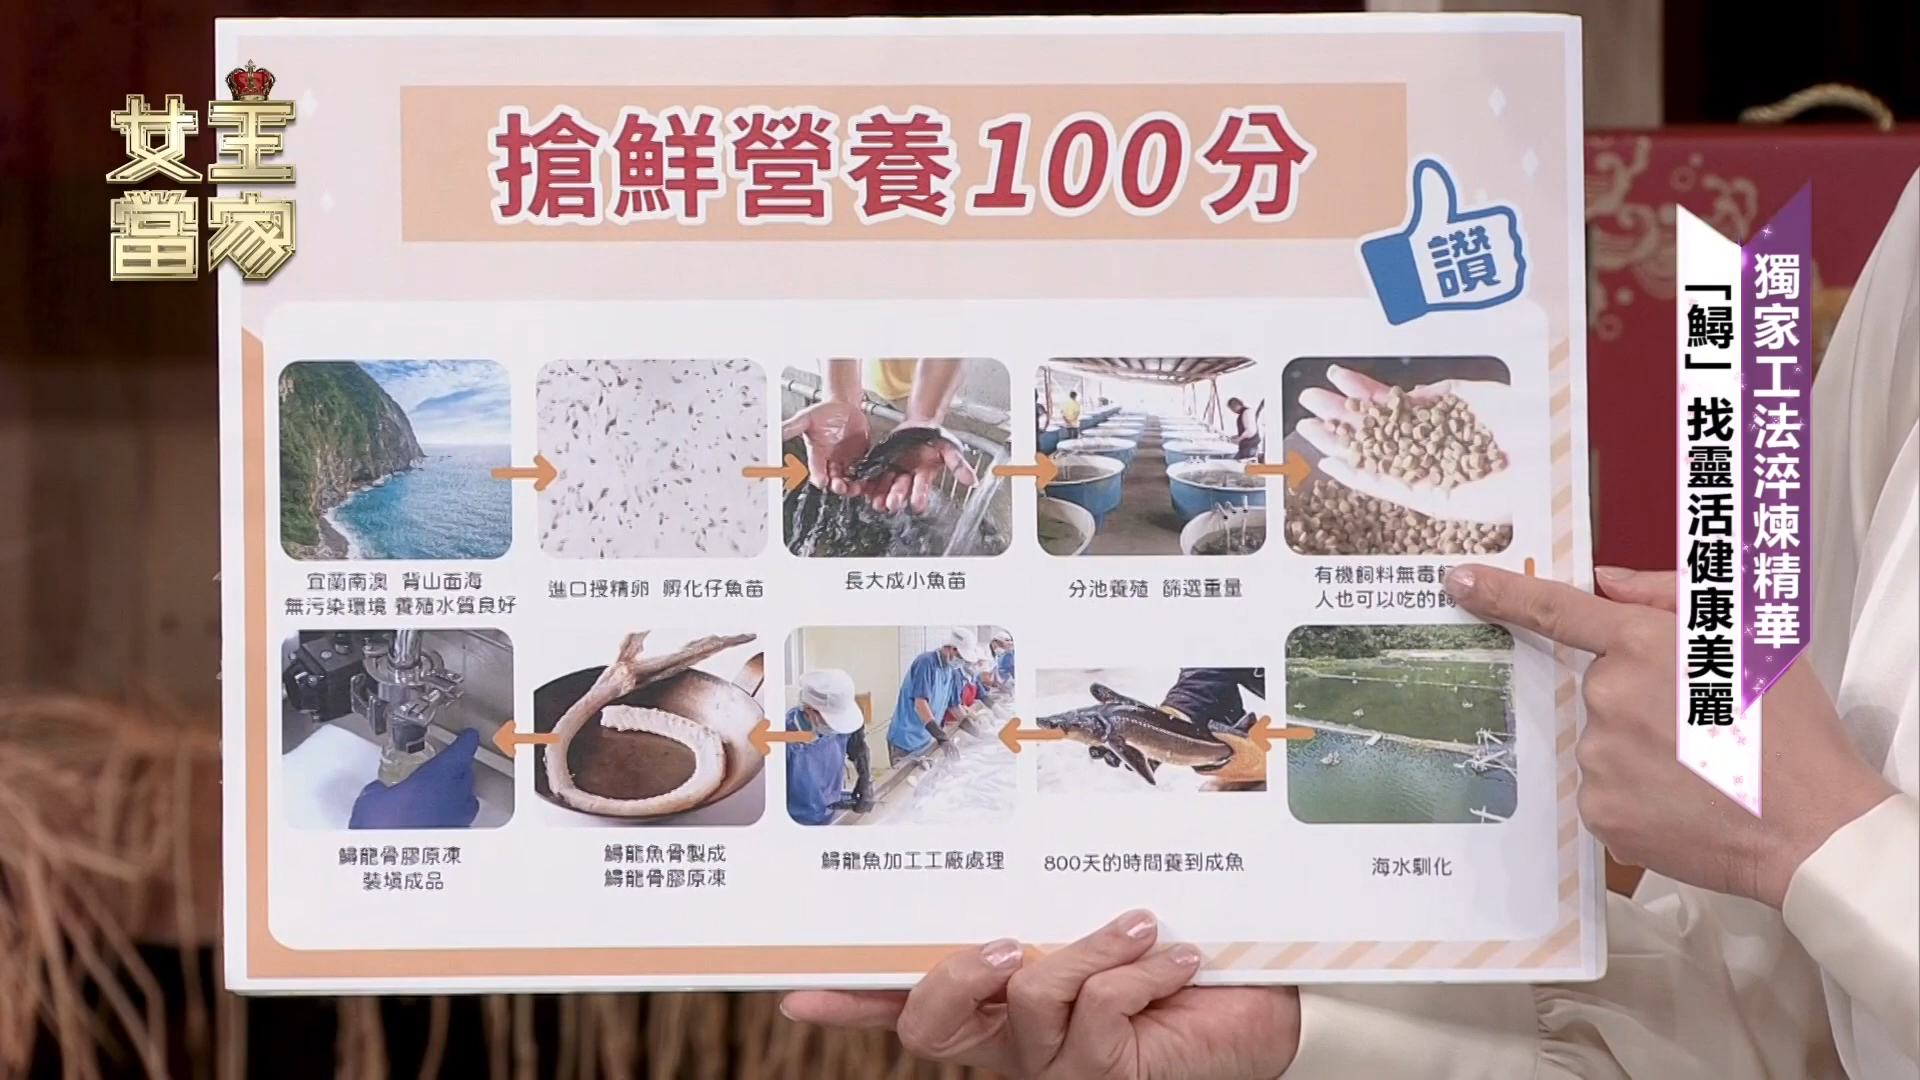 女王
當家
搶鮮營養100分
讚
獨家工法淬煉精華
「鱘」找靈活健康美麗
宜蘭南澳 背山面海
無污染環境 養殖水質良好
進口授精卵 孵化仔魚苗
長大成小魚苗
分池養殖 篩選重量
有機飼料無毒
人也可以吃的
鱘龍骨膠原凍
裝填成品
鱘龍魚骨製成
鱘龍骨膠原凍
鱘龍魚加工工廠處理
800天的時間養到成魚
海水馴化